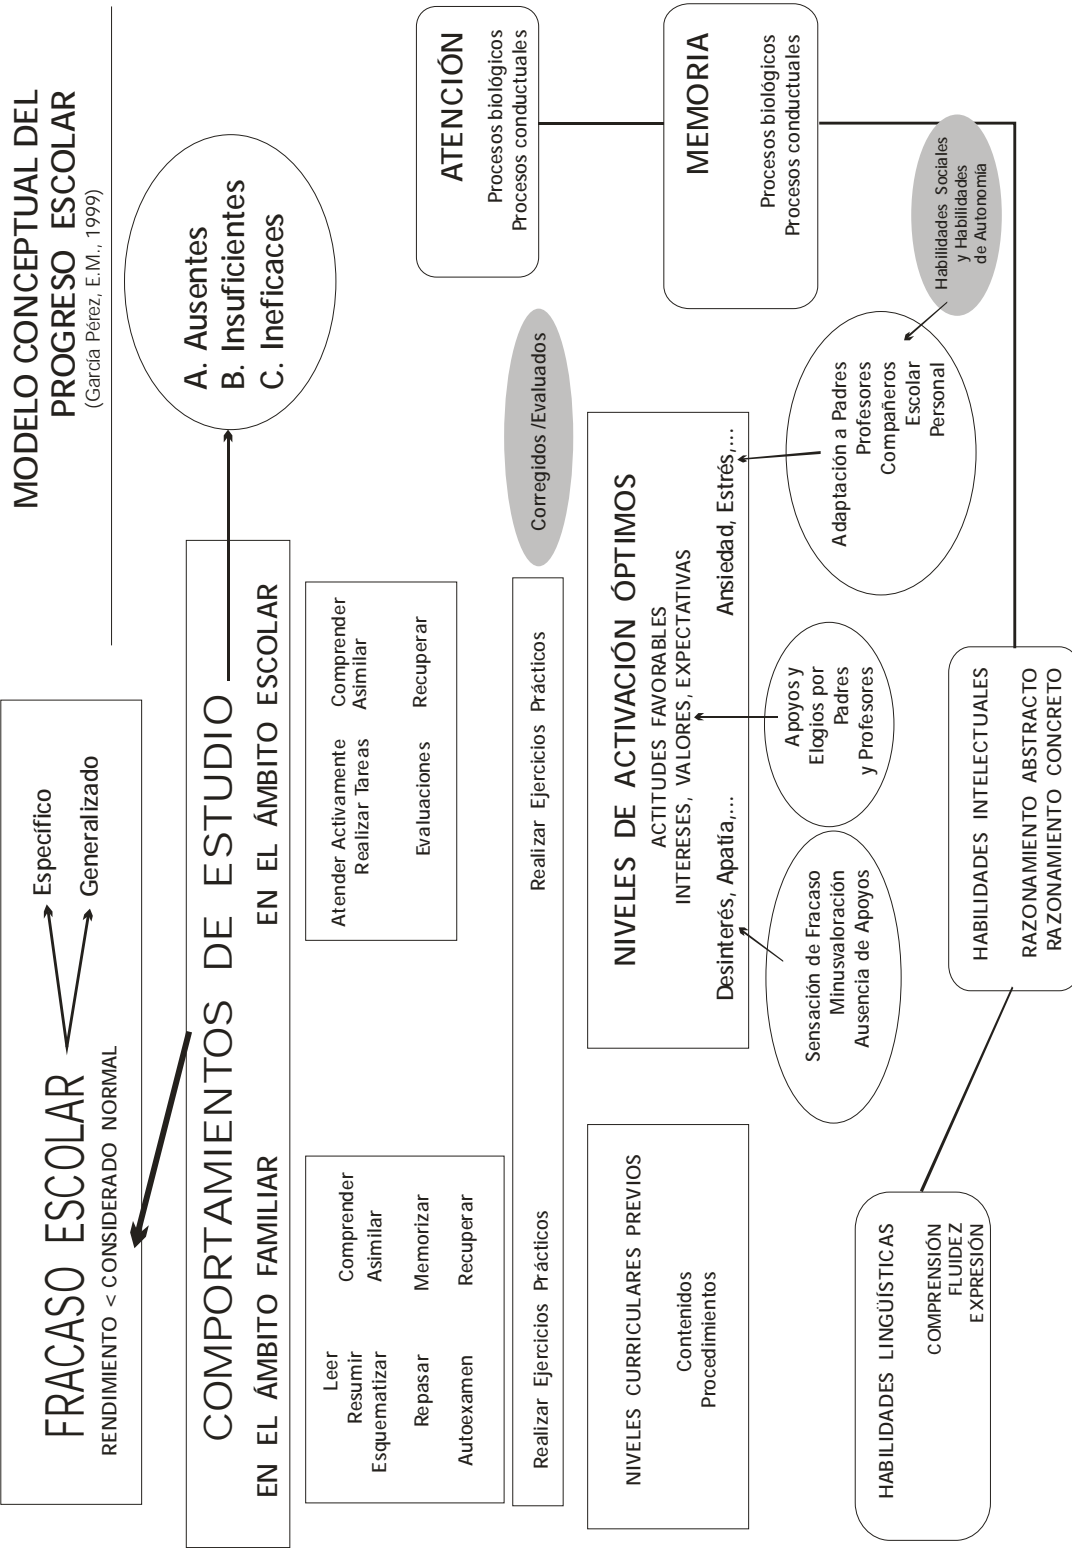 MODELO CONCEPTUAL DEL
PROGRESO ESCOLAR
(García Pérez, E.M., 1999)
FRACASO ESCOLAR
RENDIMIENTO < CONSIDERADO NORMAL
Específico
Generalizado
COMPORTAMIENTOS DE ESTUDIO
EN EL ÁMBITO FAMILIAR
EN EL ÁMBITO ESCOLAR
A. Ausentes
B. Insuficientes
C. Ineficaces
Leer
Resumir
Esquematizar
Comprender
Asimilar
Repasar
Memorizar
Autoexamen
Recuperar
Atender Activamente
Realizar Tareas
Comprender
Asimilar
Evaluaciones
Recuperar
Realizar Ejercicios Prácticos
Realizar Ejercicios Prácticos
Corregidos /Evaluados
NIVELES CURRICULARES PREVIOS
Contenidos
Procedimientos
NIVELES DE ACTIVACIÓN ÓPTIMOS
ACTITUDES FAVORABLES
INTERESES, VALORES, EXPECTATIVAS
Desinterés, Apatía,...
Ansiedad, Estrés,...
Sensación de Fracaso
Minusvaloración
Ausencia de Apoyos
Apoyos y
Elogios por
Padres
y Profesores
Adaptación a Padres
Profesores
Compañeros
Escolar
Personal
Habilidades Sociales
y Habilidades
de Autonomía
ATENCIÓN
Procesos biológicos
Procesos conductuales
MEMORIA
Procesos biológicos
Procesos conductuales
HABILIDADES LINGÜÍSTICAS
COMPRENSIÓN
FLUIDEZ
EXPRESIÓN
HABILIDADES INTELECTUALES
RAZONAMIENTO ABSTRACTO
RAZONAMIENTO CONCRETO